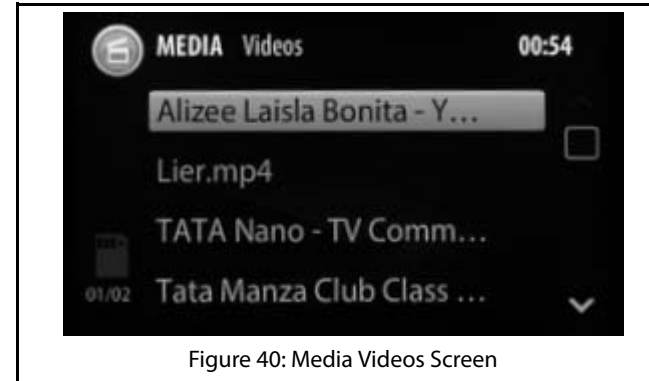 MEDIA Videos 00:54
Alizee Laisla Bonita - Y...
Lier.mp4
TATA Nano - TV Comm...
Tata Manza Club Class ...
01/02
Figure 40: Media Videos Screen